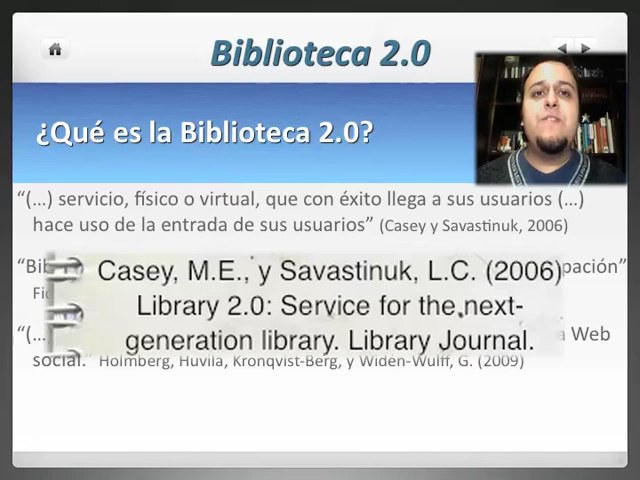 Biblioteca 2.0
¿Qué es la Biblioteca 2.0?
“(…) servicio, físico o virtual, que con éxito llega a sus usuarios (…)
hace uso de la entrada de sus usuarios” (Casey y Savastinuk, 2006)
Casey, M.E., y Savastinuk, L.C. (2006)
Library 2.0: Service for the next-
generation library. Library Journal.
“(… Web
social.” Holmberg, Huvila, Kronqvist-Berg, y Widén-Wulff, G. (2009)